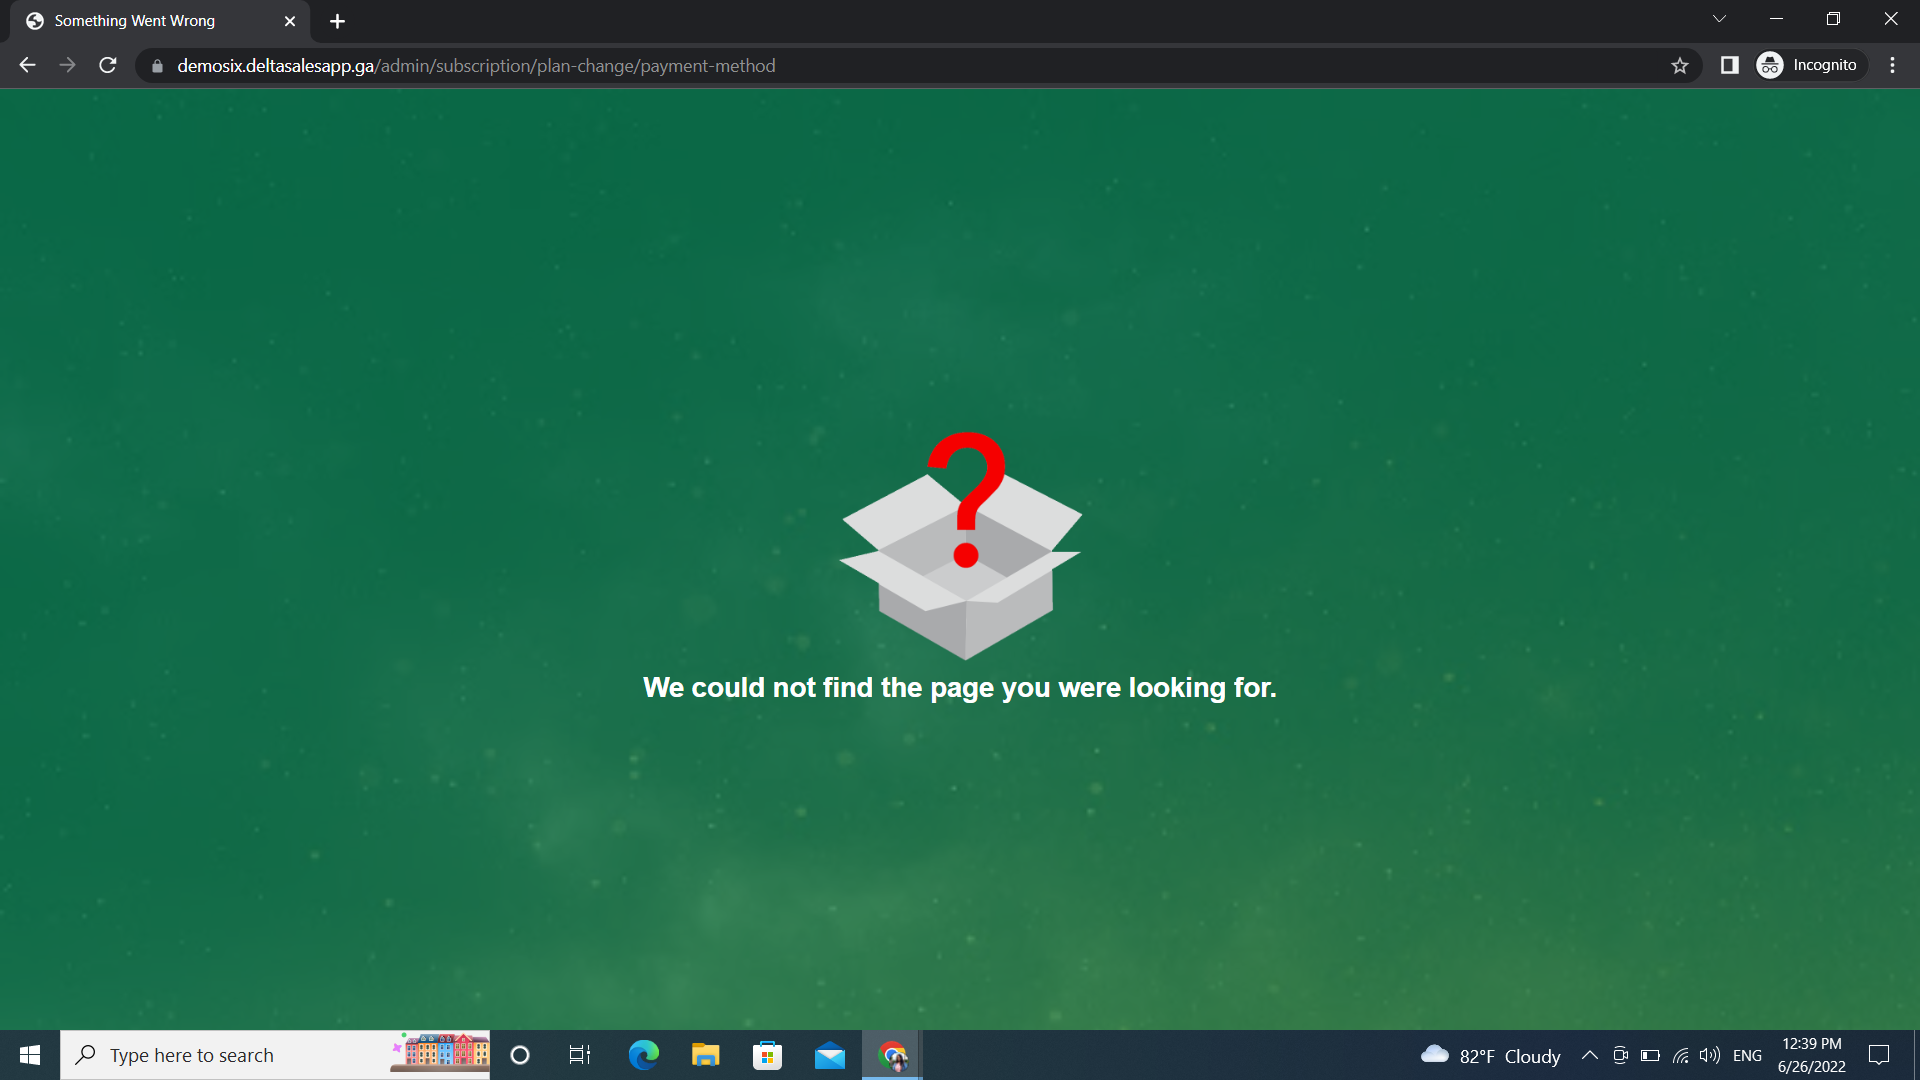 Something Went Wrong
demosix.deltasalesapp.ga/admin/subscription/plan-change/payment-method
Incognito
?
We could not find the page you were looking for.
Type here to search
82°F Cloudy
ENG
12:39 PM
6/26/2022